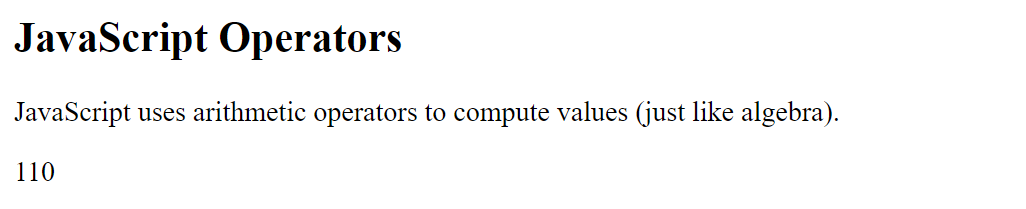 JavaScript Operators
JavaScript uses arithmetic operators to compute values (just like algebra).
110